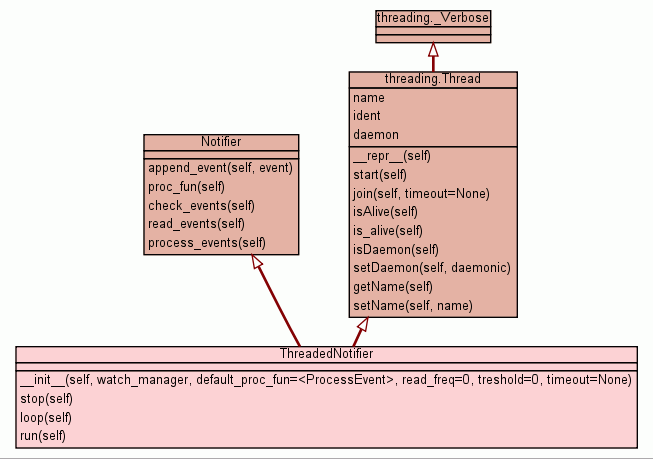 threading._Verbose
threading.Thread
name
ident
daemon
__repr__(self)
start(self)
join(self, timeout=None)
isAlive(self)
is_alive(self)
isDaemon(self)
setDaemon(self, daemonic)
getName(self)
setName(self, name)
Notifier
append_event(self, event)
proc_fun(self)
check_events(self)
read_events(self)
process_events(self)
ThreadedNotifier
__init__(self, watch_manager, default_proc_fun=<ProcessEvent>, read_freq=0, treshold=0, timeout=None)
stop(self)
loop(self)
run(self)